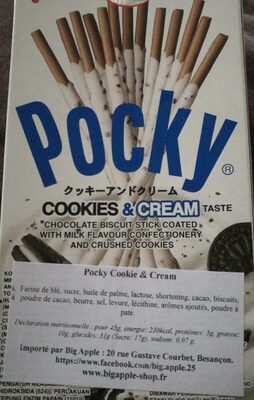 Pocky®
クッキーアンドクリーム
COOKIES & CREAM TASTE
"CHOCOLATE BISCUIT STICK COATED
WITH MILK FLAVOUR CONFECTIONERY
AND CRUSHED COOKIES
Pocky Cookie & Cream
Farine de blé, sucre, huile de palme, lactose, shortening, cacao, biscuits,
poudre de cacao, beurre, sel, levure, lécithine, arômes ajoutés, poudre à
pate.
Déclaration nutritionnelle : pour 45g, énergie: 230kcal, protéines: 3g, graisse:
10g, glucides: 31g (Sucre: 17g), sodium: 0.07 g.
importé par Big Apple : 20 rue Gustave Courbet, Besançon.
https://www.facebook.com/big.apple.25
www.bigapple-shop.fr
HIDROKSIDA (524)) PERLAKUAN